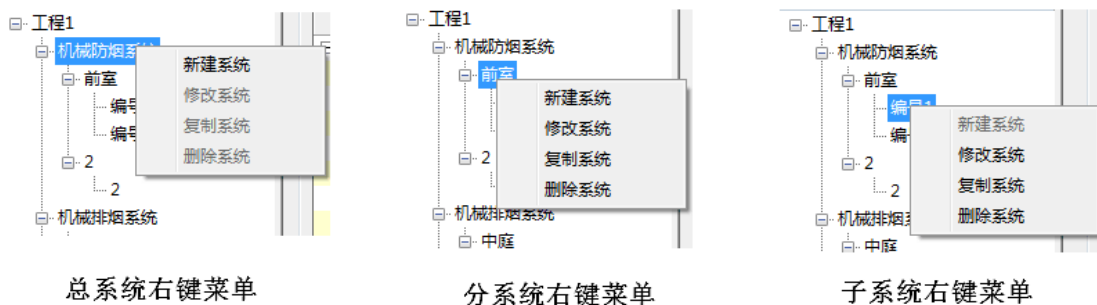 工程1
机械防烟系
前室
编号
编号
2
2
机械排烟系统
新建系统
修改系统
复制系统
删除系统
总系统右键菜单
工程1
机械防烟系统
前室
2
机械排烟系统
中庭
新建系统
修改系统
复制系统
删除系统
分系统右键菜单
工程1
机械防烟系统
前室
编号1
编
2
2
机械排烟
中庭
新建系统
修改系统
复制系统
删除系统
子系统右键菜单